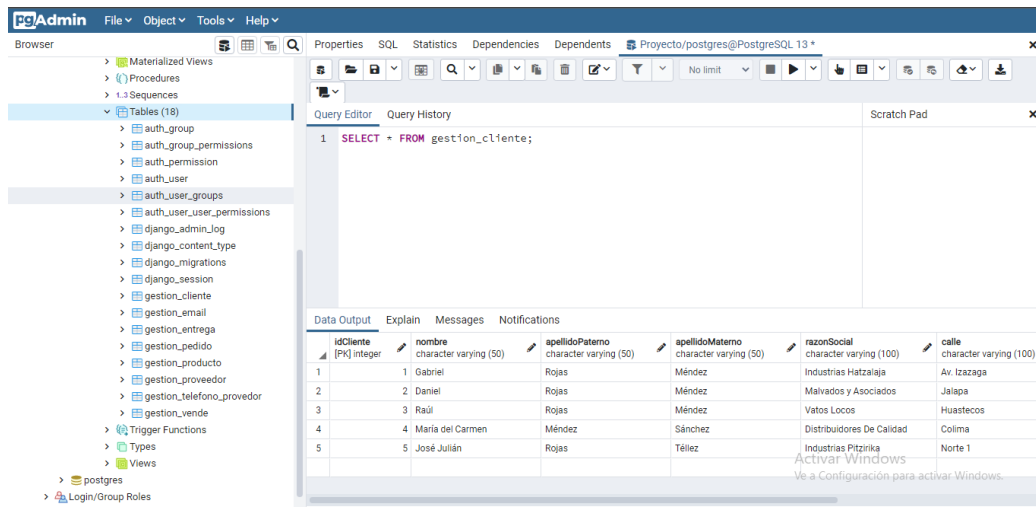 pgAdmin File Object Tools Help
Browser
Properties SQL Statistics Dependencies Dependents Proyecto/postgres@PostgreSQL 13 *
Materialized Views
Procedures
1..3 Sequences
Tables (18)
auth_group
auth_group_permissions
auth_permission
auth_user
auth_user_groups
auth_user_user_permissions
django_admin_log
django_content_type
django_migrations
django_session
gestion_cliente
gestion_email
gestion_entrega
gestion_pedido
gestion_producto
gestion_proveedor
gestion_telefono_provedor
gestion_vende
Trigger Functions
Types
Views
postgres
Login/Group Roles
No limit
Query Editor Query History
Scratch Pad
1 SELECT * FROM gestion_cliente;
Data Output Explain Messages Notifications
idCliente nombre apellidoPaterno apellidoMaterno razonSocial calle
[PK] integer character varying (50) character varying (50) character varying (50) character varying (100) character varying (100)
1 1 Gabriel Rojas Méndez Industrias Hatzalaja Av. Izazaga
2 2 Daniel Rojas Méndez Malvados y Asociados Jalapa
3 3 Raúl Rojas Méndez Vatos Locos Huastecos
4 4 María del Carmen Méndez Sánchez Distribuidores De Calidad Colima
5 5 José Julián Rojas Téllez Industrias Pitzirika Norte 1
Activar Windows
Ve a Configuración para activar Windows.